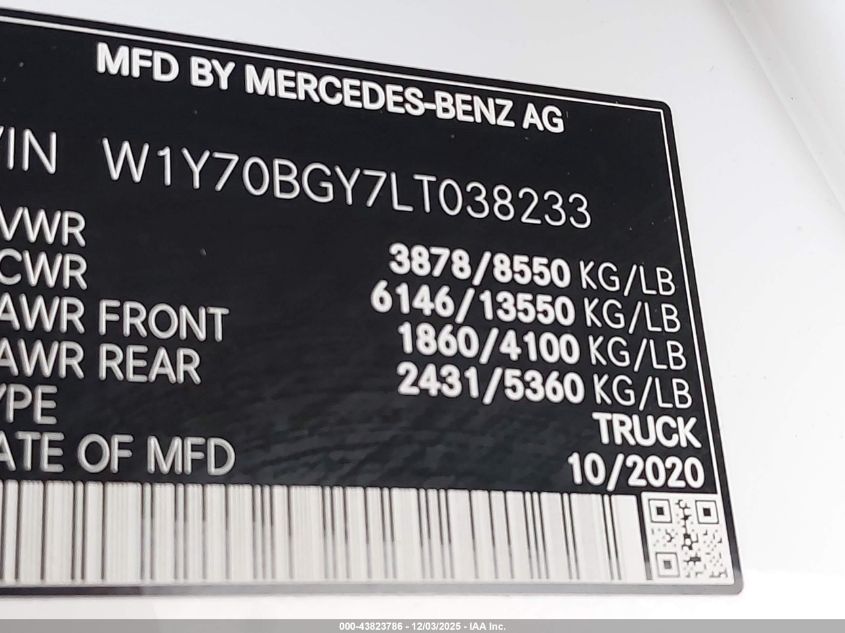 MFD BY MERCEDES-BENZ AG
VIN W1Y70BGY7LT038233
VWR 3878/8550 KG/LB
CWR 6146/13550 KG/LB
AWR FRONT 1860/4100 KG/LB
AWR REAR 2431/5360 KG/LB
YPE TRUCK
ATE OF MFD 10/2020
000-43823786 - 12/03/2025 - IAA Inc.